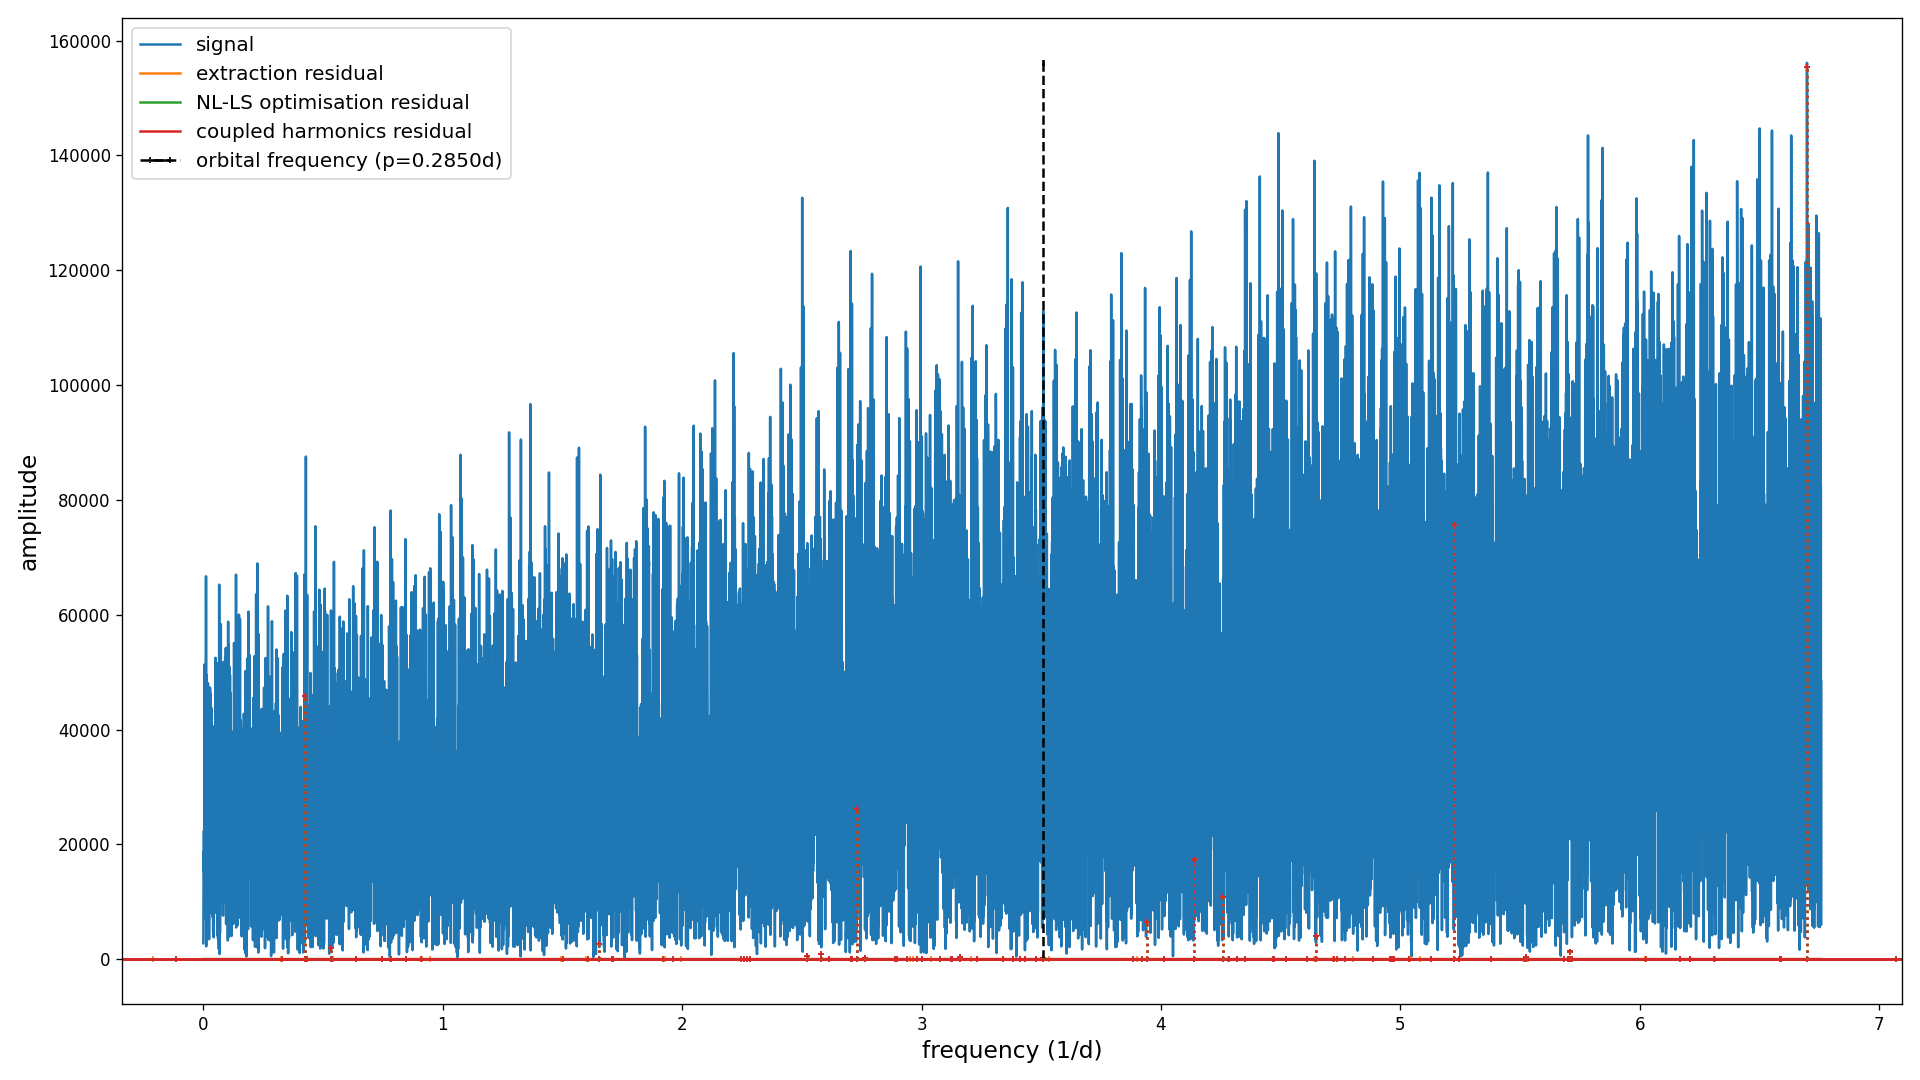 signal
extraction residual
NL-LS optimisation residual
coupled harmonics residual
orbital frequency (p=0.2850d)
160000
140000
120000
100000
80000
60000
40000
20000
0
amplitude
0 1 2 3 4 5 6 7
frequency (1/d)